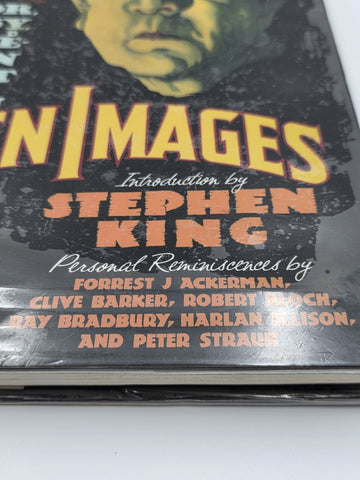 EN IMAGES
Introduction by
STEPHEN
KING
Personal Reminiscences by
FORREST J ACKERMAN,
CLIVE BARKER, ROBERT BLOCH,
RAY BRADBURY, HARLAN ELLISON,
AND PETER STRAUB